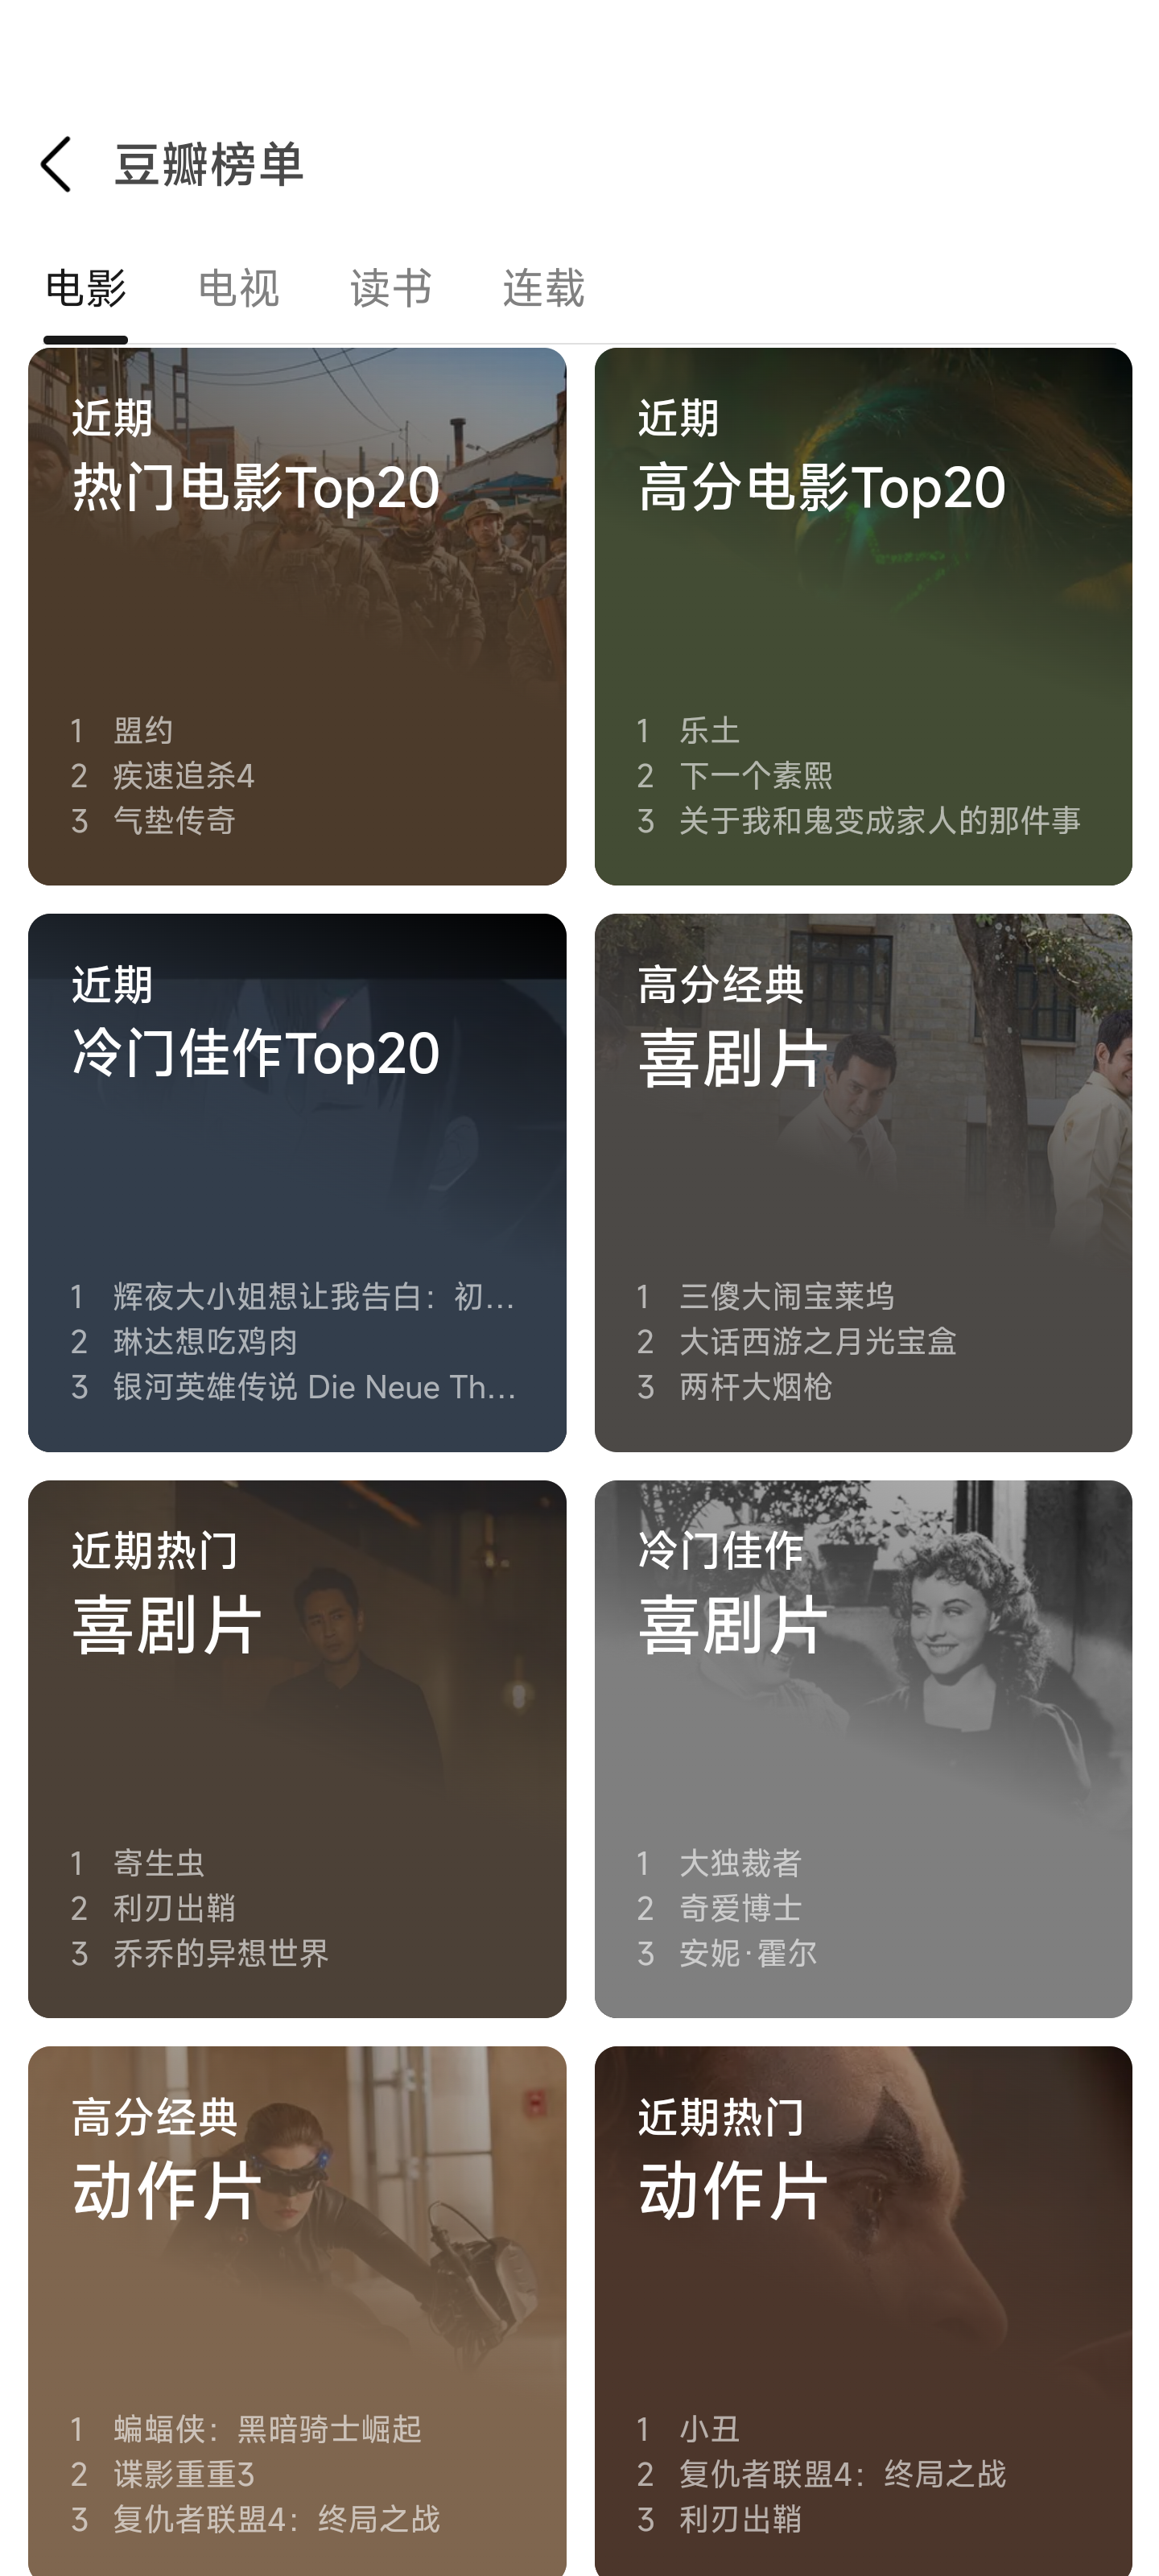 豆瓣榜单
电影 电视 读书 连载
近期
热门电影Top20
1 盟约
2 疾速追杀4
3 气垫传奇
近期
高分电影Top20
1 乐土
2 下一个素熙
3 关于我和鬼变成家人的那件事
近期
冷门佳作Top20
1 辉夜大小姐想让我告白：初...
2 琳达想吃鸡肉
3 银河英雄传说 Die Neue Th...
高分经典
喜剧片
1 三傻大闹宝莱坞
2 大话西游之月光宝盒
3 两杆大烟枪
近期热门
喜剧片
1 寄生虫
2 利刃出鞘
3 乔乔的异想世界
冷门佳作
喜剧片
1 大独裁者
2 奇爱博士
3 安妮·霍尔
高分经典
动作片
1 蝙蝠侠：黑暗骑士崛起
2 谍影重重3
3 复仇者联盟4：终局之战
近期热门
动作片
1 小丑
2 复仇者联盟4：终局之战
3 利刃出鞘